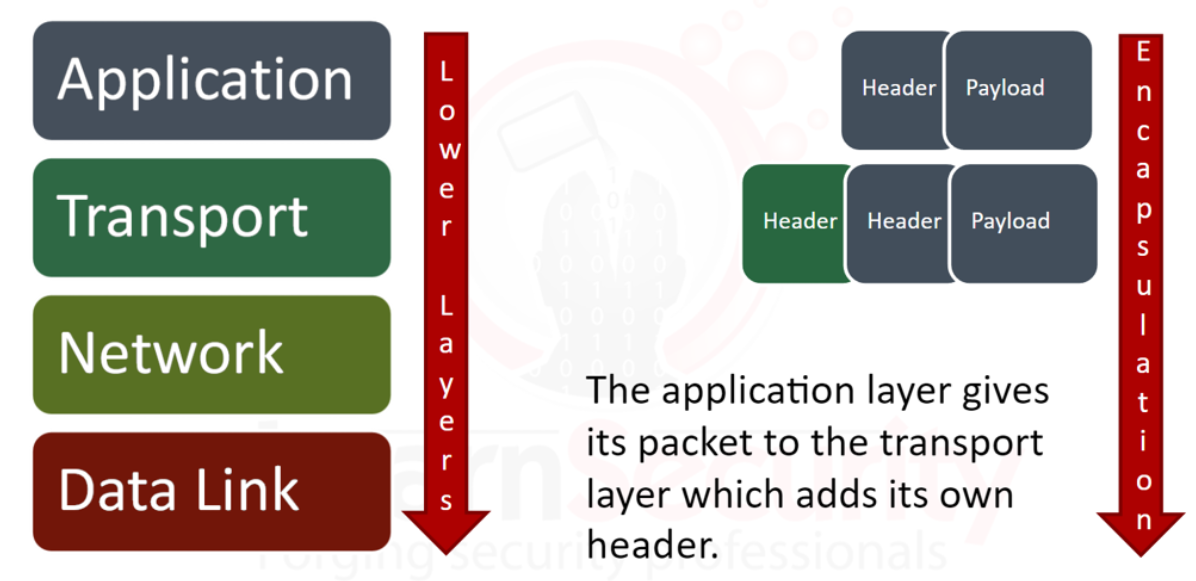 Application
Transport
Network
Data Link
Lower Layers
Header Payload
Header Header Payload
Encapsulation
The application layer gives
its packet to the transport
layer which adds its own
header.
LearnSecurity
Forging security professionals